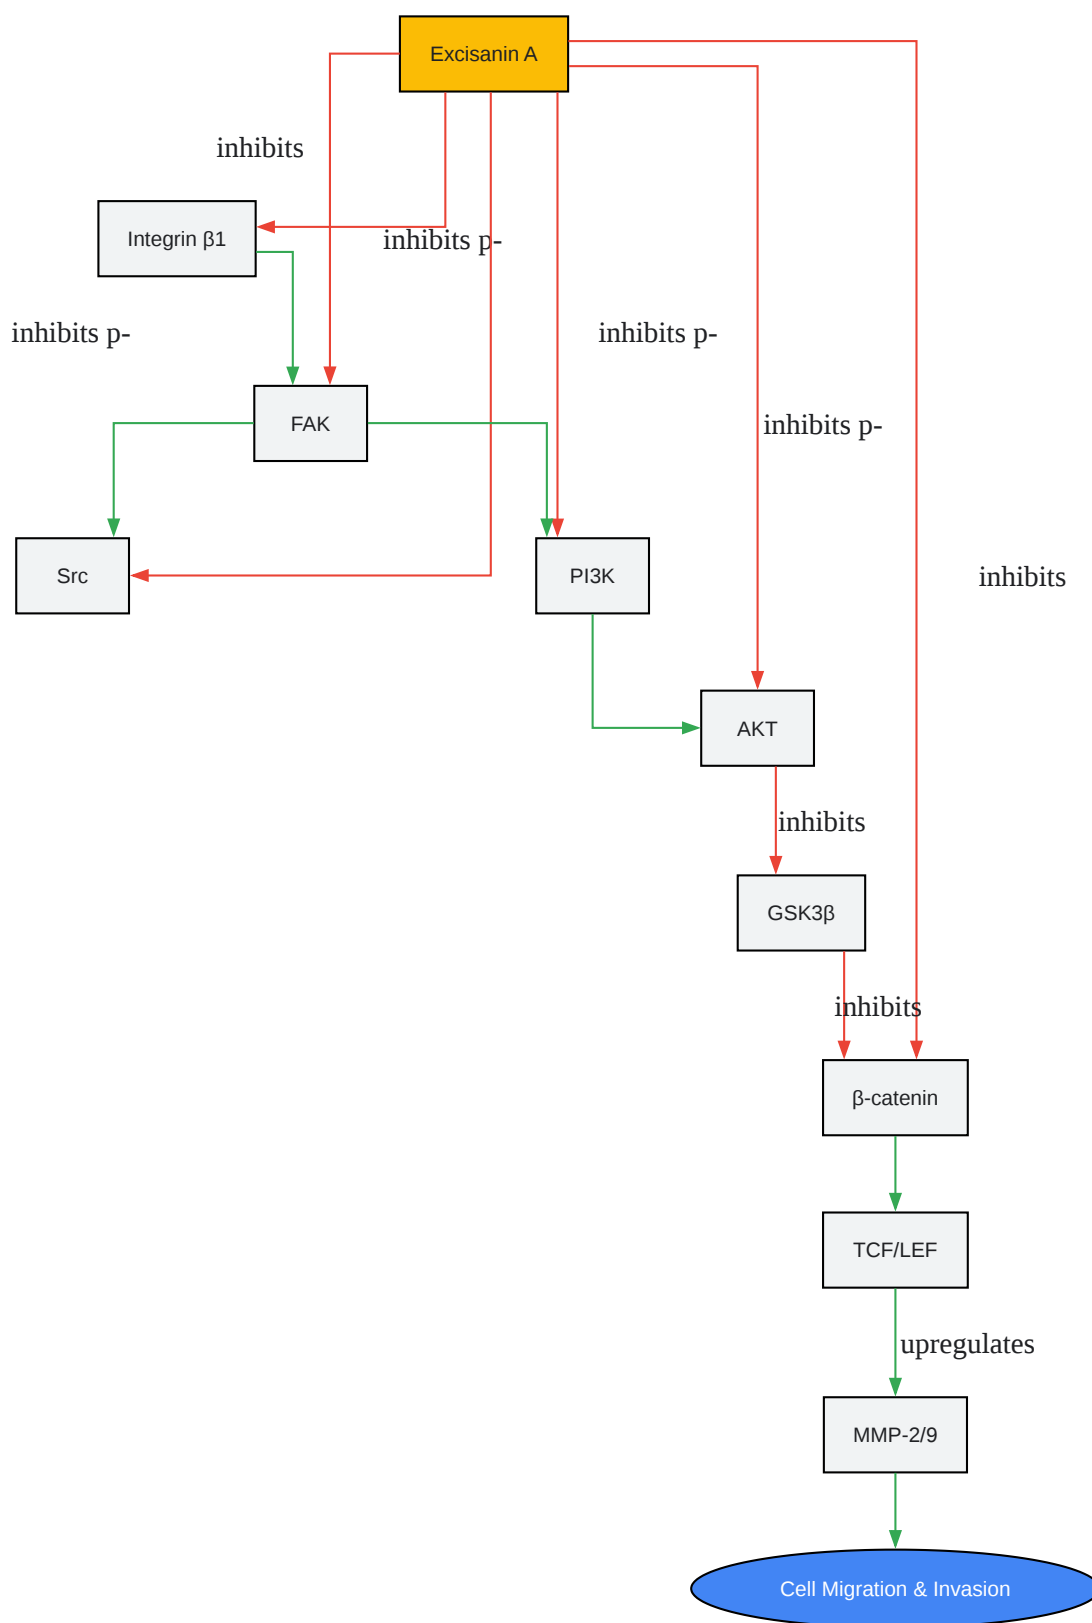 Excisanin A
inhibits
Integrin β1
inhibits p-
inhibits p-
inhibits p-
FAK
inhibits p-
Src
PI3K
inhibits
AKT
inhibits
GSK3β
inhibits
β-catenin
TCF/LEF
upregulates
MMP-2/9
Cell Migration & Invasion